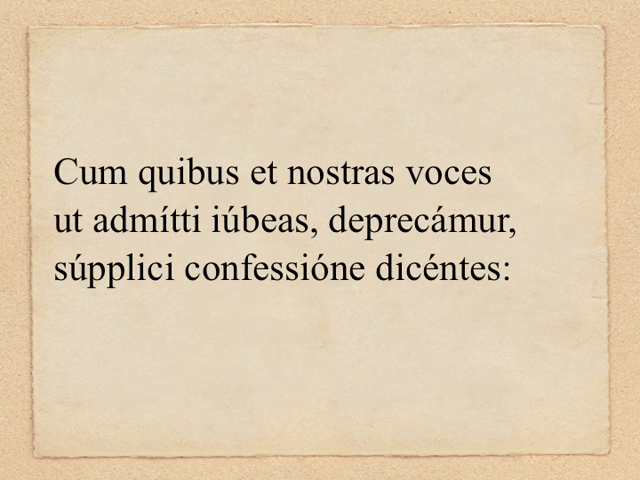 Cum quibus et nostras voces
ut admítti iúbeas, deprecámur,
súpplici confessióne dicéntes: